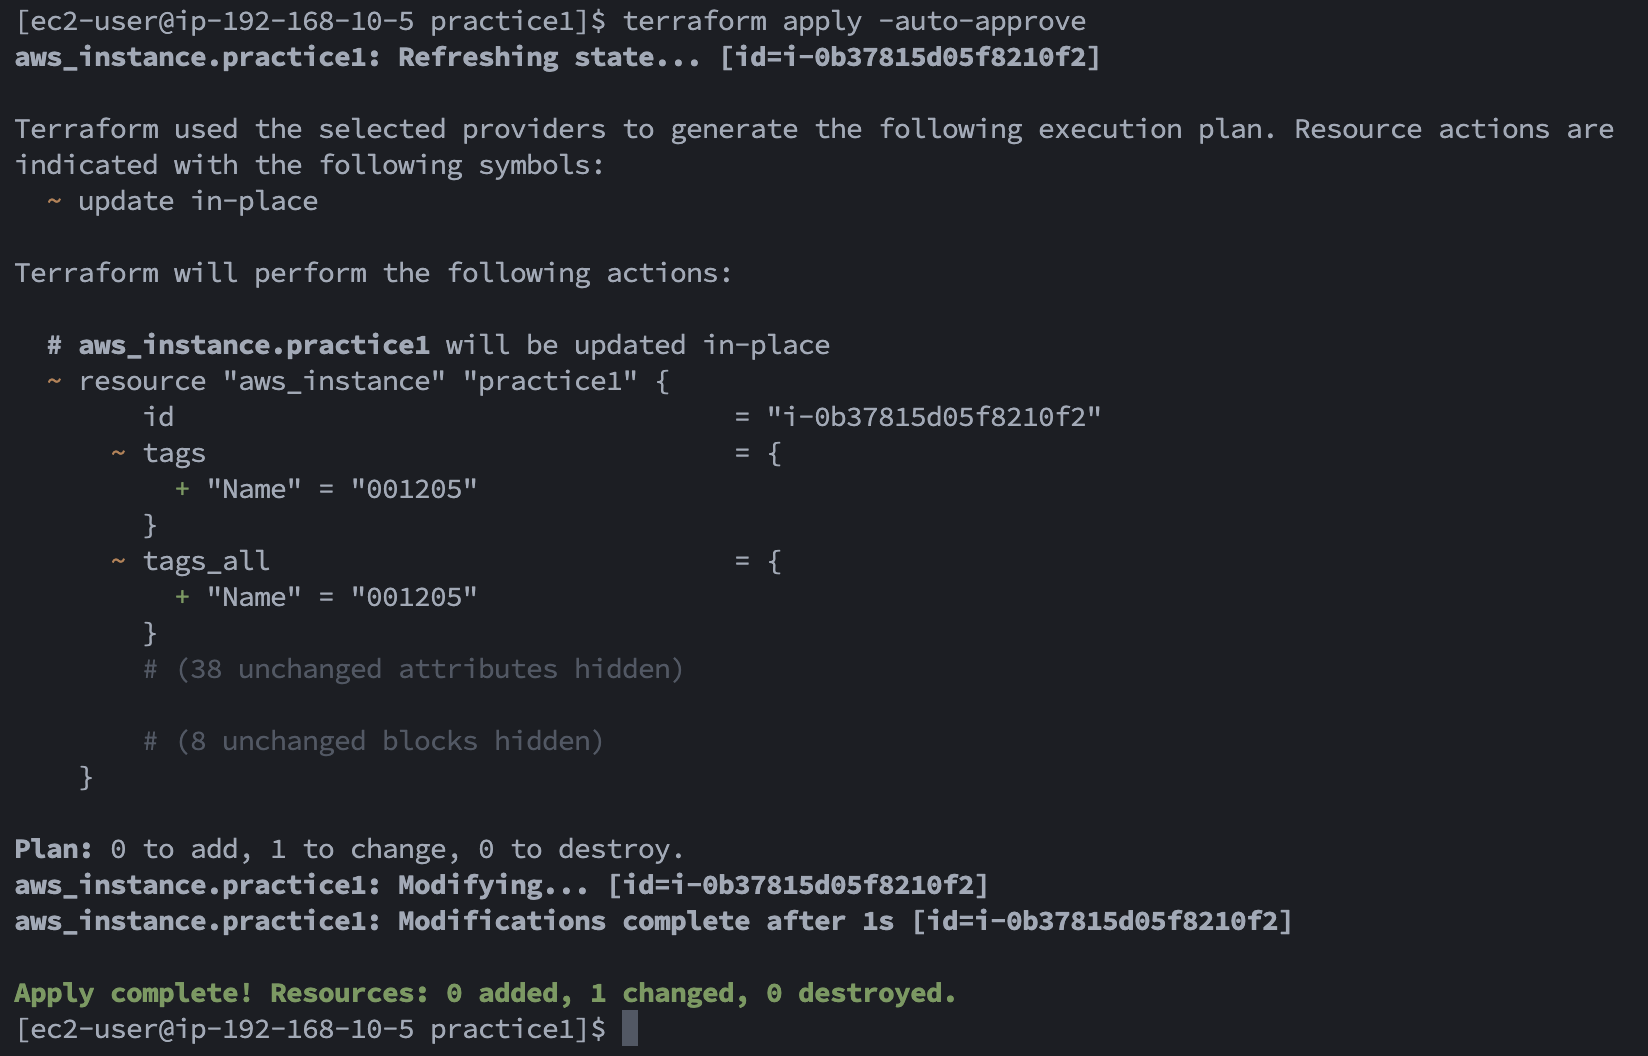 [ec2-user@ip-192-168-10-5 practice1]$ terraform apply -auto-approve
aws_instance.practice1: Refreshing state... [id=i-0b37815d05f8210f2]
Terraform used the selected providers to generate the following execution plan. Resource actions are
indicated with the following symbols:
  ~ update in-place
Terraform will perform the following actions:
  # aws_instance.practice1 will be updated in-place
  ~ resource "aws_instance" "practice1" {
        id                                   = "i-0b37815d05f8210f2"
      ~ tags                                 = {
          + "Name" = "001205"
        }
      ~ tags_all                             = {
          + "Name" = "001205"
        }
        # (38 unchanged attributes hidden)
        # (8 unchanged blocks hidden)
    }
Plan: 0 to add, 1 to change, 0 to destroy.
aws_instance.practice1: Modifying... [id=i-0b37815d05f8210f2]
aws_instance.practice1: Modifications complete after 1s [id=i-0b37815d05f8210f2]
Apply complete! Resources: 0 added, 1 changed, 0 destroyed.
[ec2-user@ip-192-168-10-5 practice1]$